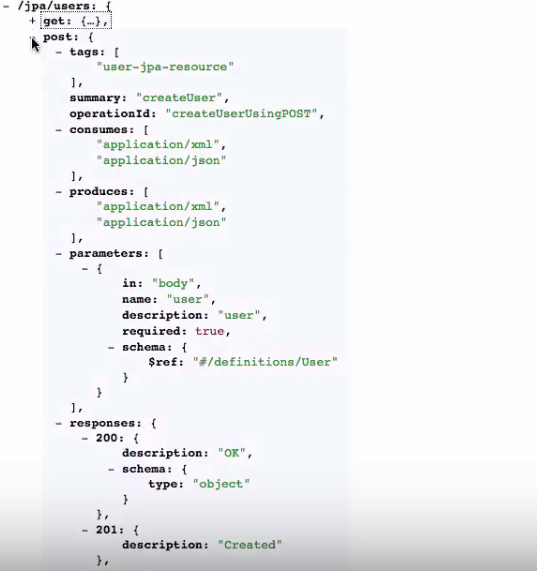 - /jpa/users: {
+ get: {…},
post: {
- tags: [
"user-jpa-resource"
],
summary: "createUser",
operationId: "createUserUsingPOST",
- consumes: [
"application/xml",
"application/json"
],
- produces: [
"application/xml",
"application/json"
],
- parameters: [
- {
in: "body",
name: "user",
description: "user",
required: true,
- schema: {
$ref: "#/definitions/User"
}
}
],
- responses: {
- 200: {
description: "OK",
- schema: {
type: "object"
}
},
- 201: {
description: "Created"
},